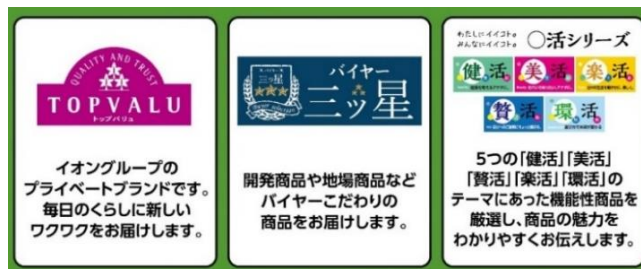 QUALITY AND TRUST
TOPVALU
トップバリュ
イオングループの
プライベートブランドです。
毎日のくらしに新しい
ワクワクをお届けします。
三ッ星
バイヤー
三ッ星
開発商品や地場商品など
バイヤーこだわりの
商品をお届けします。
わたしにイイコト。
みんなにイイコト。
〇活シリーズ
健活
美活
楽活
贅活
環活
5つの「健活」「美活」
「贅活」「楽活」「環活」の
テーマにあった機能性商品を
厳選し、商品の魅力を
わかりやすくお伝えします。